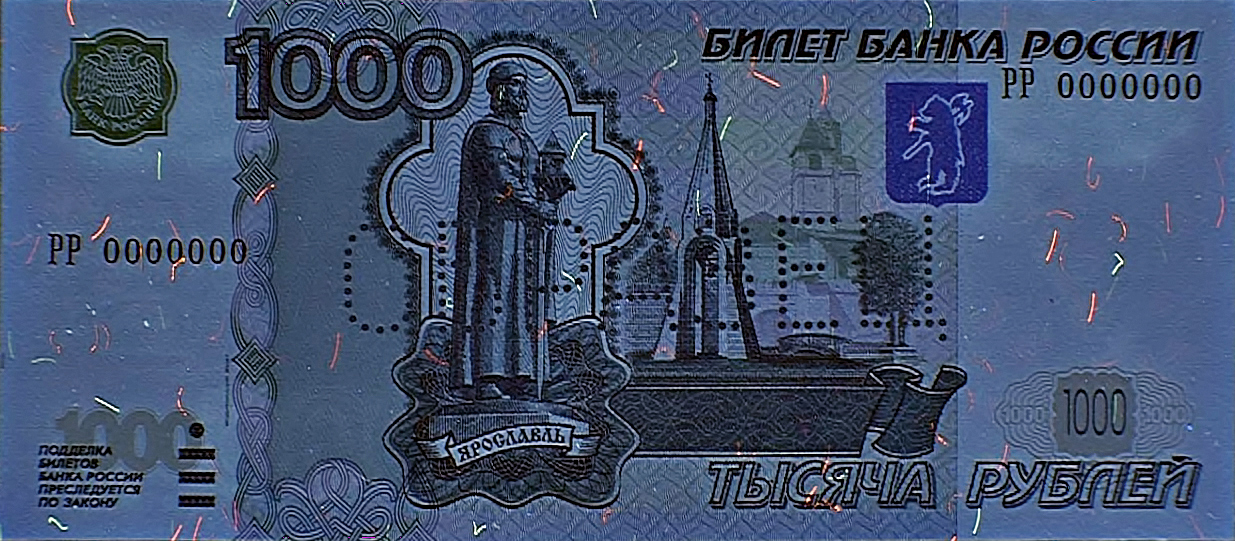 1000
БИЛЕТ БАНКА РОССИИ
РР 0000000
БАНК РОССИИ
РР 0000000
ЯРОСЛАВЛЬ
1000
1000 1000 1000
ПОДДЕЛКА
БИЛЕТОВ
БАНКА РОССИИ
ПРЕСЛЕДУЕТСЯ
ПО ЗАКОНУ
ТЫСЯЧА РУБЛЕЙ